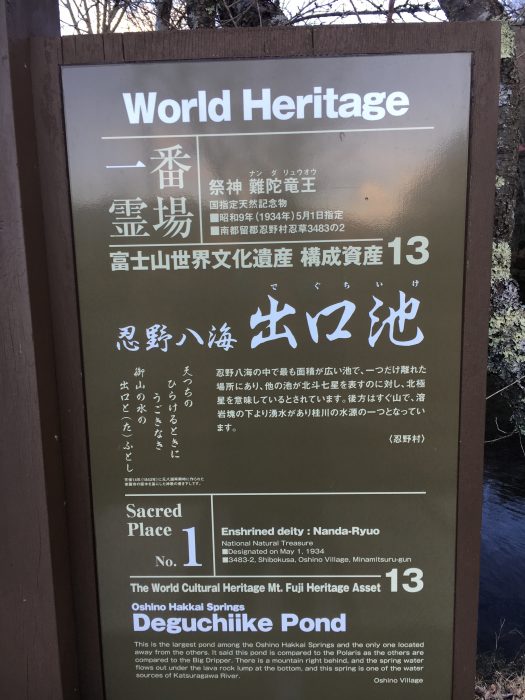 World Heritage
一番
霊場
ナン ダ リュウオウ
祭神 難陀竜王
国指定天然記念物
■昭和9年(1934年)5月1日指定
■南都留郡忍野村忍草3483の2
富士山世界文化遺産 構成資産 13
でぐちいけ
忍野八海 出口池
忍野八海の中で最も面積が広い池で、一つだけ離れた
場所にあり、他の池が北斗七星を表すのに対し、北極
星を意味しているとされています。後方はすぐ山で、溶
岩塊の下より湧水があり桂川の水源の一つとなってい
ます。
〈忍野村〉
天つちの
ひらけるときに
うごきなき
御山の水の
出口と(た)ふとし
Sacred
Place
No. 1
Enshrined deity : Nanda-Ryuo
National Natural Treasure
■Designated on May 1, 1934
■3483-2, Shibokusa, Oshino Village, Minamitsuru-gun
The World Cultural Heritage Mt. Fuji Heritage Asset 13
Oshino Hakkai Springs
Deguchiike Pond
This is the largest pond among the Oshino Hakkai Springs and the only one located
away from the others. It said this pond is compared to the Polaris as the others are
compared to the Big Dripper. There is a mountain right behind, and the spring water
flows out under the lava rock lump at the bottom, and this spring is one of the water
sources of Katsuragawa River.
Oshino Village